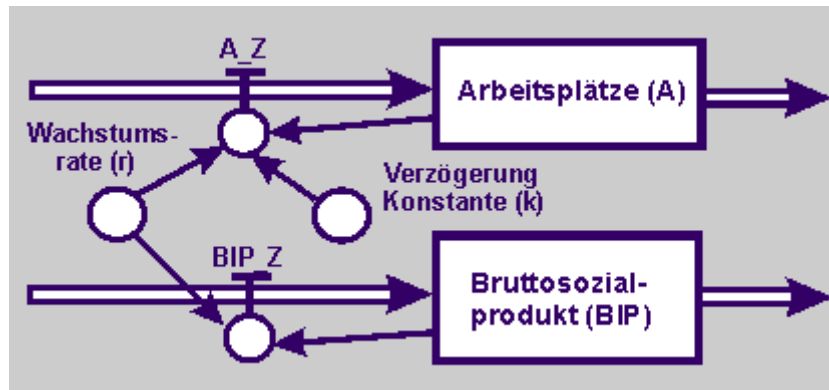 A_Z
Arbeitsplätze (A)
Wachstums-
rate (r)
Verzögerung
Konstante (k)
BIP_Z
Bruttosozial-
produkt (BIP)